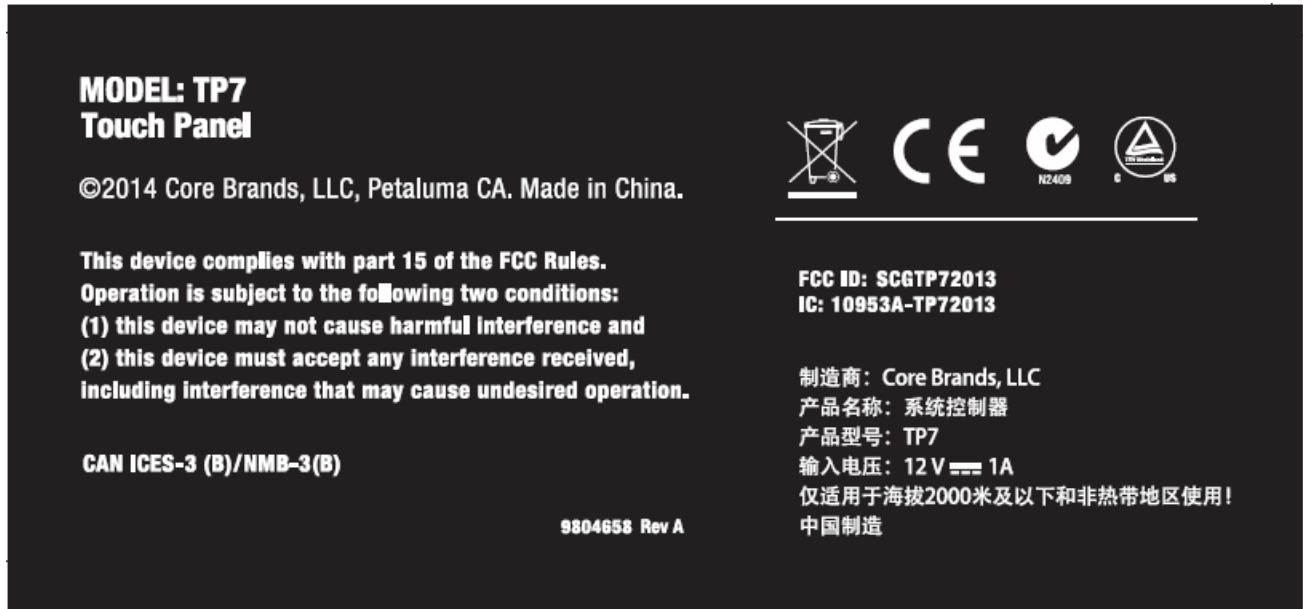 MODEL: TP7
Touch Panel
©2014 Core Brands, LLC, Petaluma CA. Made in China.
This device complies with part 15 of the FCC Rules.
Operation is subject to the following two conditions:
(1) this device may not cause harmful interference and
(2) this device must accept any interference received,
including interference that may cause undesired operation.
CAN ICES-3 (B)/NMB-3(B)
9804658 Rev A
CE
N2409
C US
FCC ID: SCGTP72013
IC: 10953A-TP72013
制造商：Core Brands, LLC
产品名称：系统控制器
产品型号：TP7
输入电压：12 V 1A
仅适用于海拔2000米及以下和非热带地区使用！
中国制造